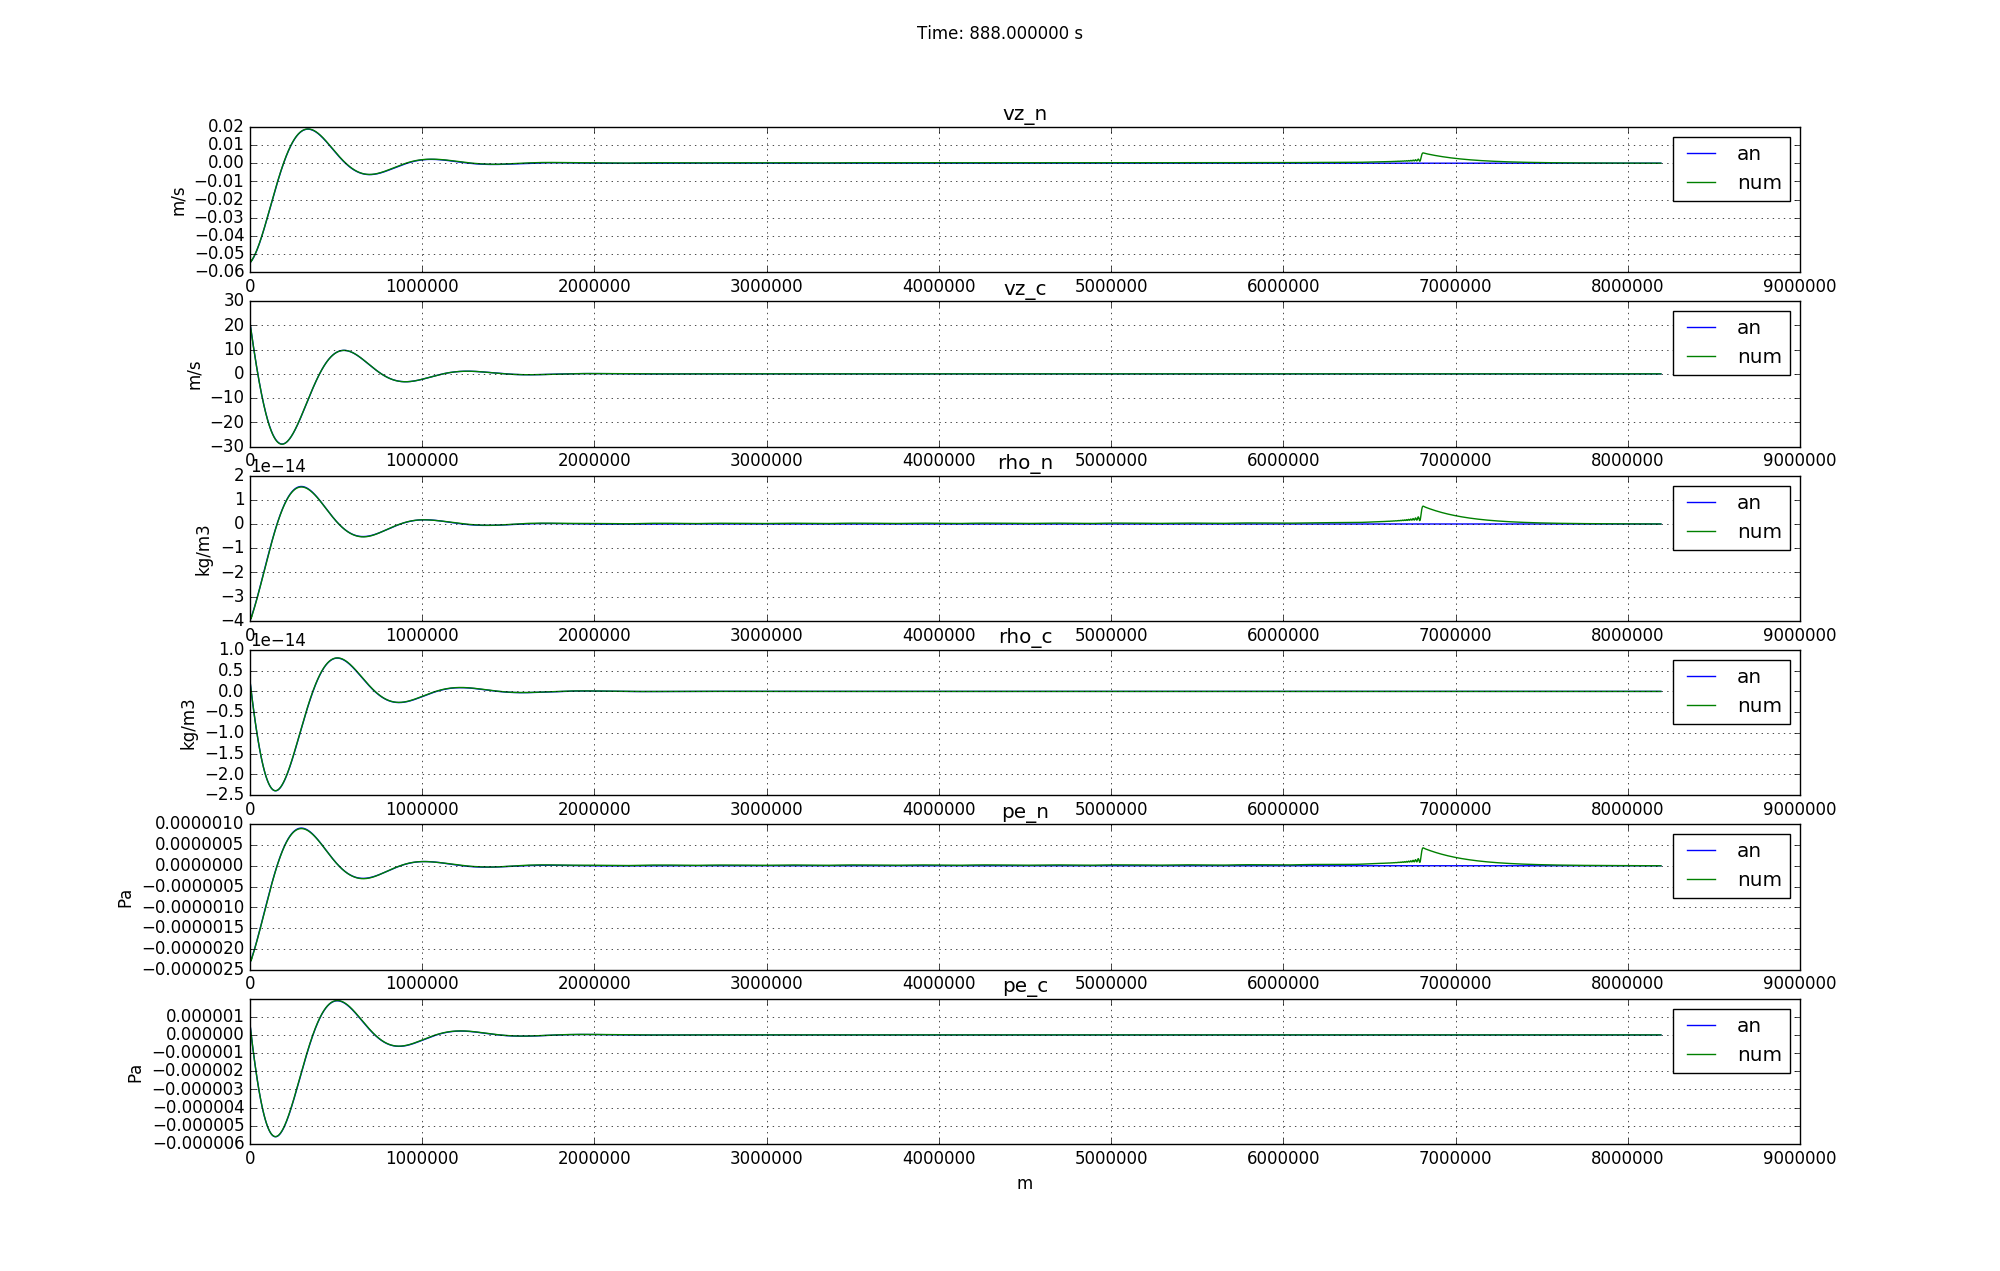 Time: 888.000000 s
vz_n
0.02
0.01
0.00
−0.01
−0.02
−0.03
−0.04
−0.05
−0.06
m/s
an
num
0 1000000 2000000 3000000 4000000 5000000 6000000 7000000 8000000 9000000
vz_c
30
20
10
0
−10
−20
−30
m/s
an
num
0 1000000 2000000 3000000 4000000 5000000 6000000 7000000 8000000 9000000
1e−14
rho_n
2
1
0
−1
−2
−3
−4
kg/m3
an
num
0 1000000 2000000 3000000 4000000 5000000 6000000 7000000 8000000 9000000
1e−14
rho_c
1.0
0.5
0.0
−0.5
−1.0
−1.5
−2.0
−2.5
kg/m3
an
num
0 1000000 2000000 3000000 4000000 5000000 6000000 7000000 8000000 9000000
pe_n
0.0000010
0.0000005
0.0000000
−0.0000005
−0.0000010
−0.0000015
−0.0000020
−0.0000025
Pa
an
num
0 1000000 2000000 3000000 4000000 5000000 6000000 7000000 8000000 9000000
pe_c
0.000001
0.000000
−0.000001
−0.000002
−0.000003
−0.000004
−0.000005
−0.000006
Pa
an
num
0 1000000 2000000 3000000 4000000 5000000 6000000 7000000 8000000 9000000
m